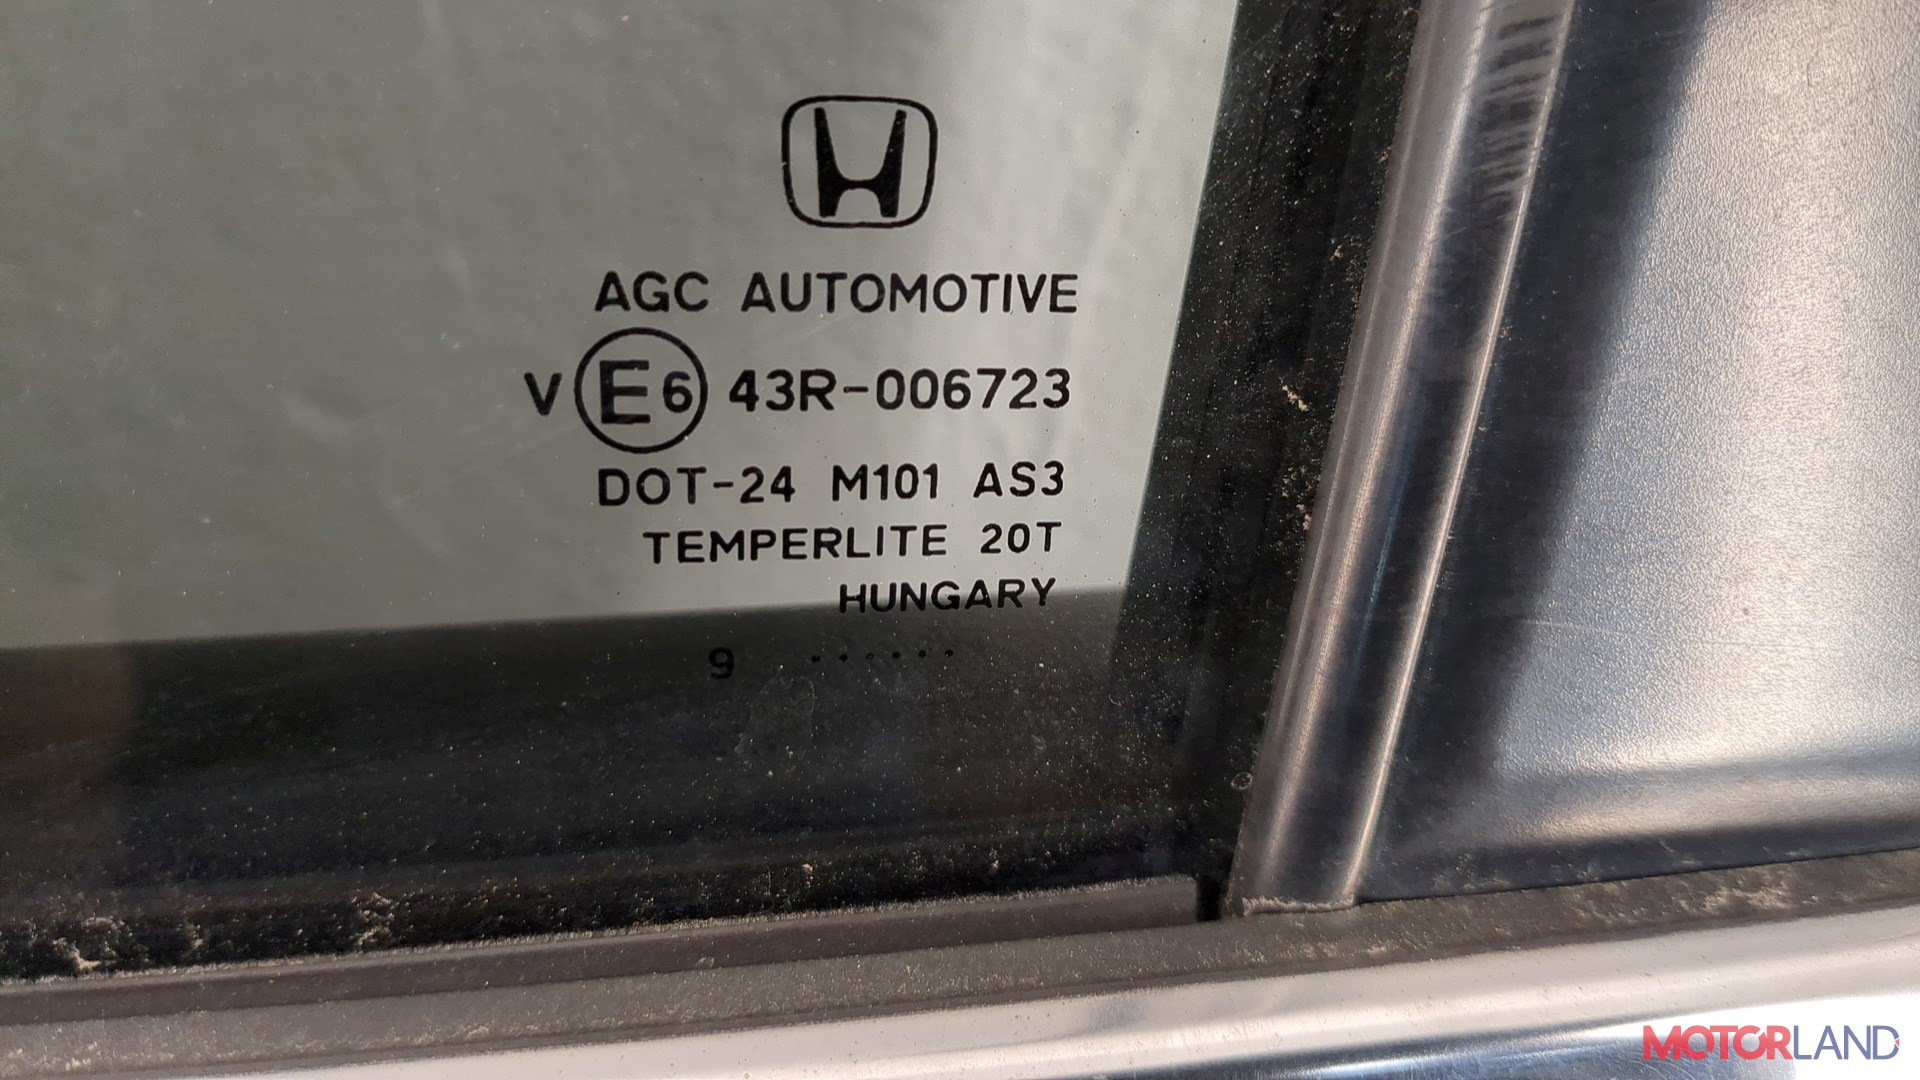 AGC AUTOMOTIVE
V E6 43R-006723
DOT-24 M101 AS3
TEMPERLITE 20T
HUNGARY
9 ......
MOTORLAND